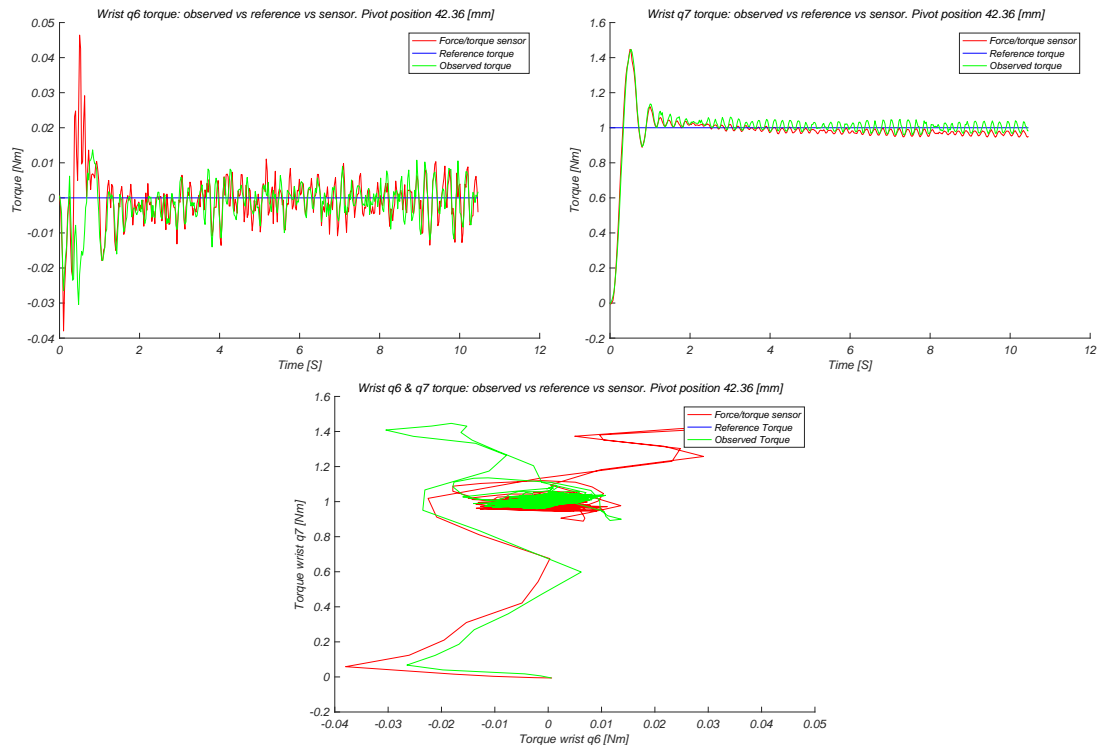 Wrist q6 torque: observed vs reference vs sensor. Pivot position 42.36 [mm]
0.05
0.04
0.03
0.02
0.01
0
-0.01
-0.02
-0.03
-0.04
Torque [Nm]
0 2 4 6 8 10 12
Time [S]
Force/torque sensor
Reference torque
Observed torque
Wrist q7 torque: observed vs reference vs sensor. Pivot position 42.36 [mm]
1.6
1.4
1.2
1
0.8
0.6
0.4
0.2
0
-0.2
Torque [Nm]
0 2 4 6 8 10 12
Time [S]
Force/torque sensor
Reference torque
Observed torque
Wrist q6 & q7 torque: observed vs reference vs sensor. Pivot position 42.36 [mm]
1.6
1.4
1.2
1
0.8
0.6
0.4
0.2
0
-0.2
Torque wrist q7 [Nm]
-0.04 -0.03 -0.02 -0.01 0 0.01 0.02 0.03 0.04 0.05
Torque wrist q6 [Nm]
Force/torque sensor
Reference Torque
Observed Torque